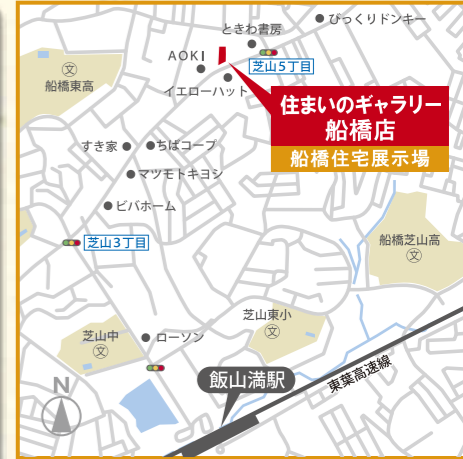 びっくりドンキー
ときわ書房
AOKI
芝山5丁目
文
船橋東高
イエローハット
住まいのギャラリー
船橋店
船橋住宅展示場
すき家
ちばコープ
マツモトキヨシ
ビバホーム
芝山3丁目
船橋芝山高
文
芝山東小
文
芝山中
文
ローソン
飯山満駅
東葉高速線
N